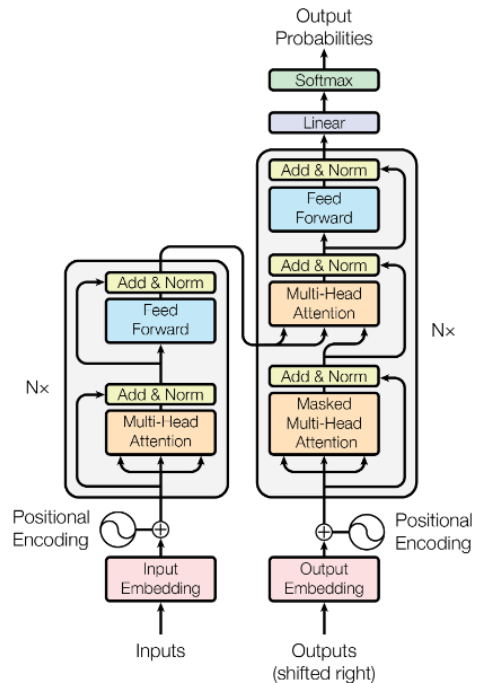 Output
Probabilities
Softmax
Linear
Add & Norm
Feed
Forward
Add & Norm
Multi-Head
Attention
Nx
Add & Norm
Masked
Multi-Head
Attention
Add & Norm
Feed
Forward
Nx
Add & Norm
Multi-Head
Attention
Positional
Encoding
Positional
Encoding
Input
Embedding
Output
Embedding
Inputs
Outputs
(shifted right)